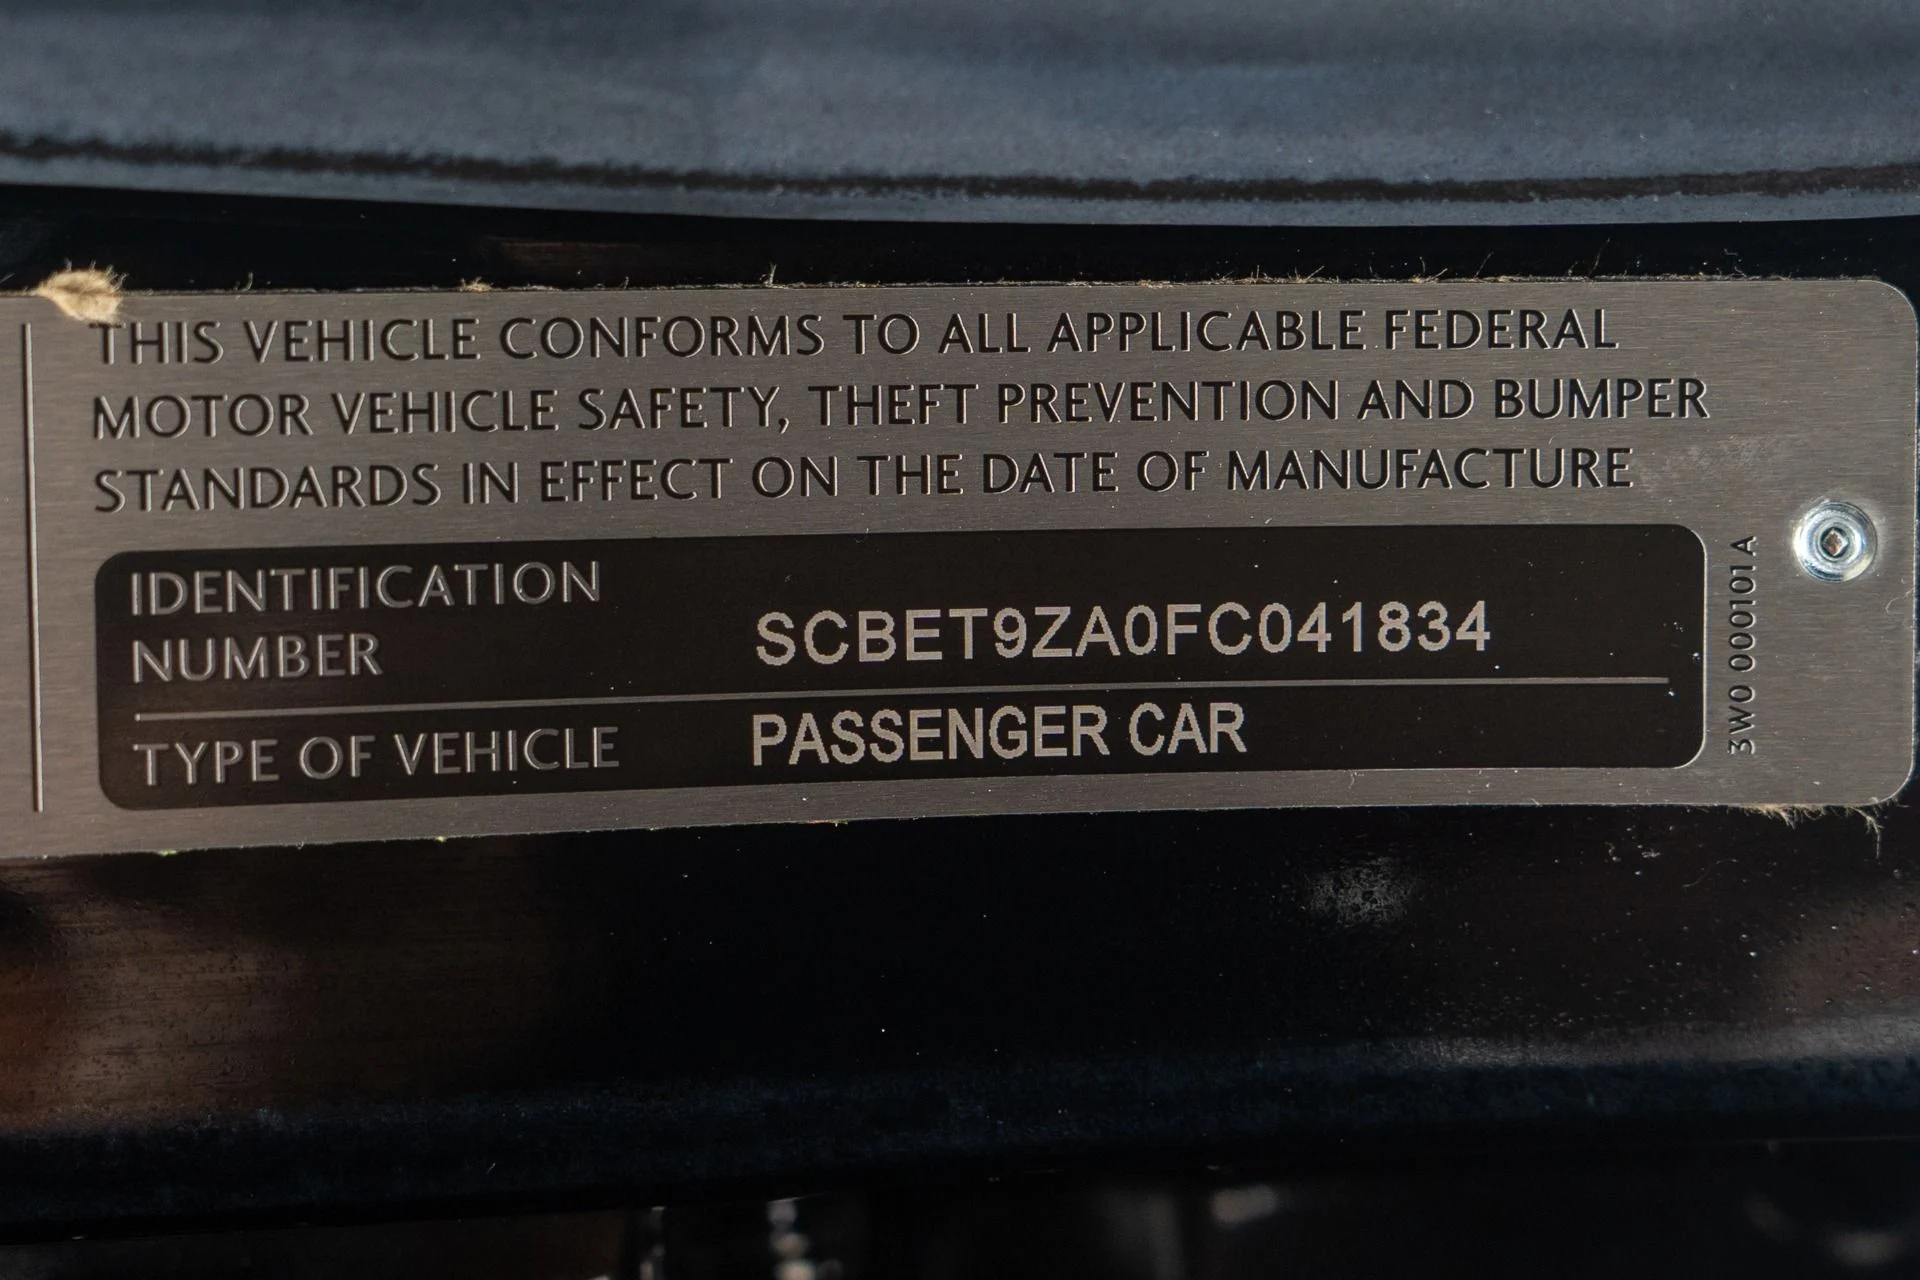 THIS VEHICLE CONFORMS TO ALL APPLICABLE FEDERAL
MOTOR VEHICLE SAFETY, THEFT PREVENTION AND BUMPER
STANDARDS IN EFFECT ON THE DATE OF MANUFACTURE
IDENTIFICATION
NUMBER
SCBET9ZA0FC041834
TYPE OF VEHICLE PASSENGER CAR
3W0 000101A